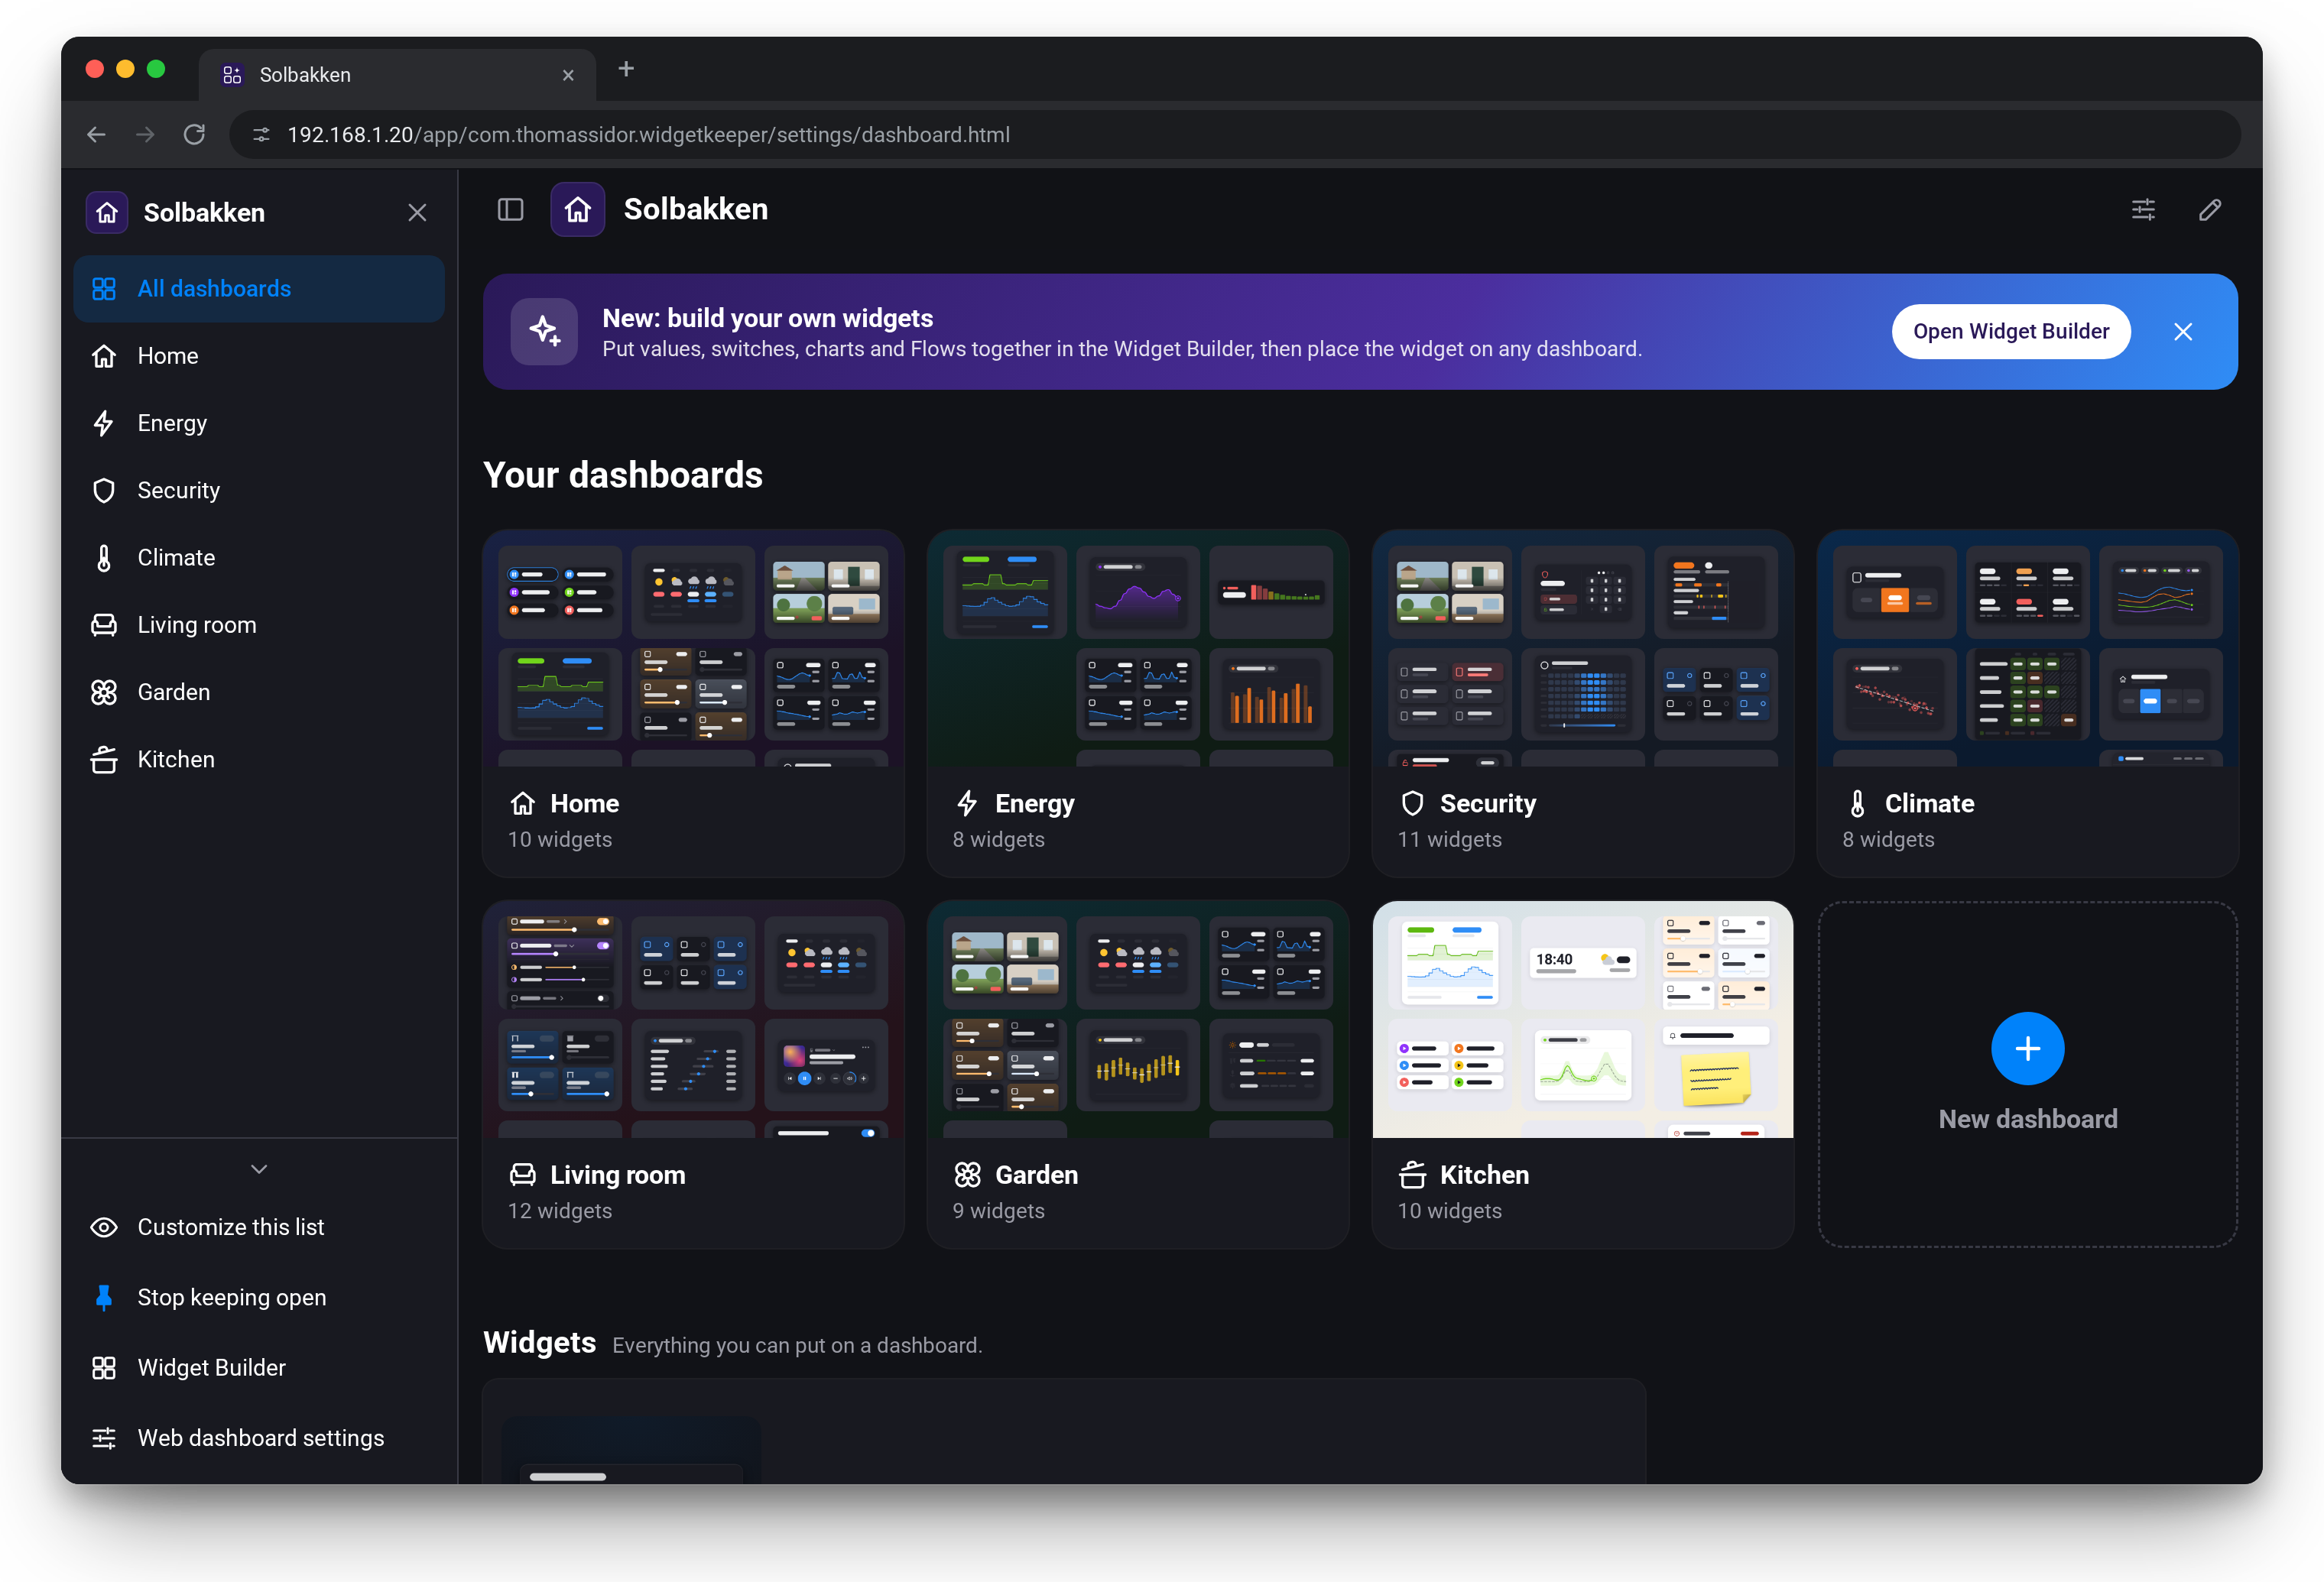 Solbakken
192.168.1.20/app/com.thomassidor.widgetkeeper/settings/dashboard.html
Solbakken
All dashboards
Home
Energy
Security
Climate
Living room
Garden
Kitchen
Customize this list
Stop keeping open
Widget Builder
Web dashboard settings
Solbakken
New: build your own widgets
Put values, switches, charts and Flows together in the Widget Builder, then place the widget on any dashboard.
Open Widget Builder
Your dashboards
Home
10 widgets
Energy
8 widgets
Security
11 widgets
Climate
8 widgets
18:40
Living room
12 widgets
Garden
9 widgets
Kitchen
10 widgets
New dashboard
Widgets Everything you can put on a dashboard.